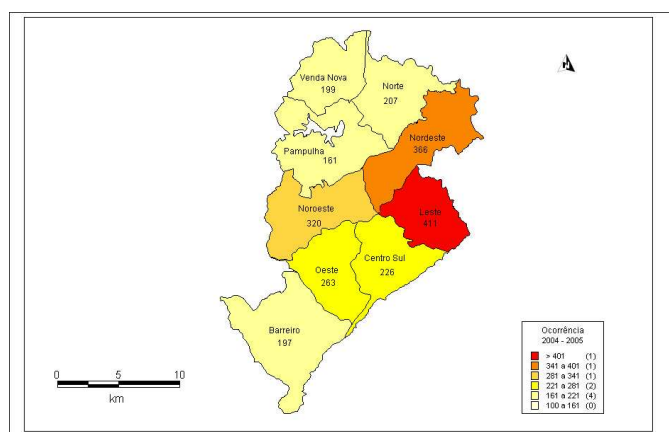 Venda Nova
199
Norte
207
Nordeste
366
Pampulha
161
Noroeste
320
Leste
411
Oeste
263
Centro Sul
226
Barreiro
197
N
0 5 10
km
Ocorrência
2004 - 2005
> 401 (1)
341 a 401 (1)
281 a 341 (1)
221 a 281 (2)
161 a 221 (4)
100 a 161 (0)